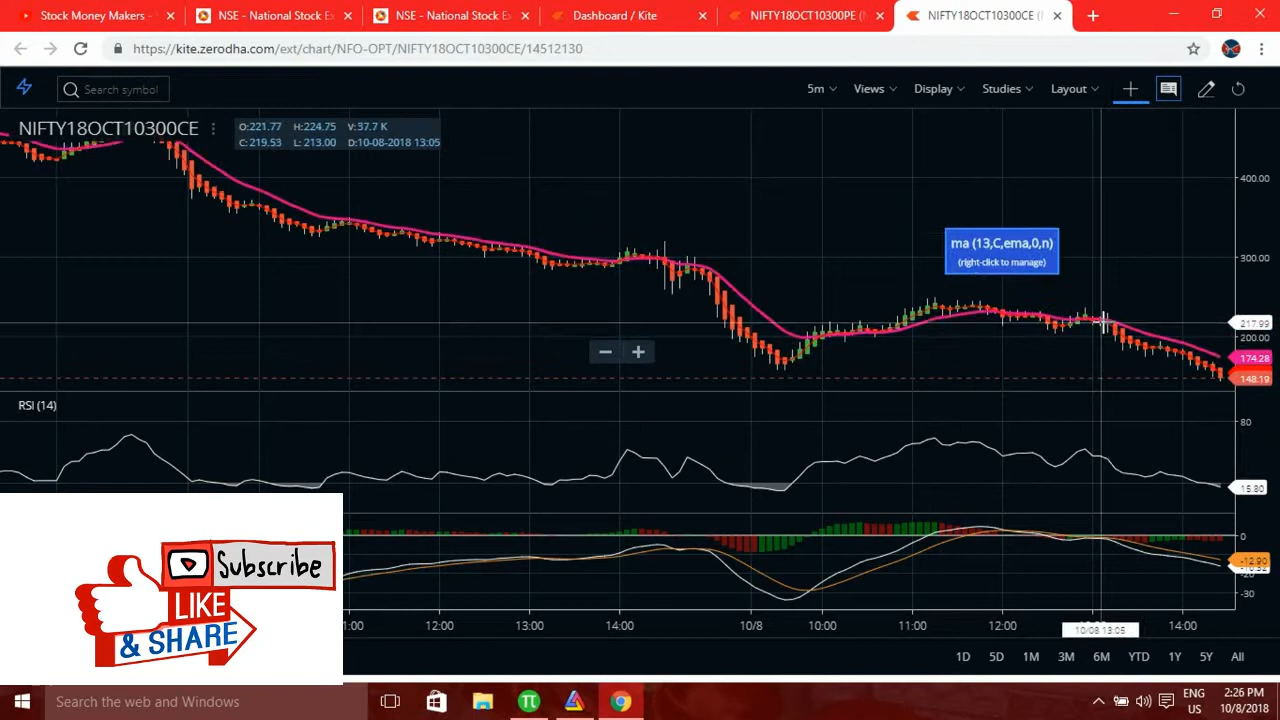 Stock Money Makers -
NSE - National Stock Ex
NSE - National Stock Ex
Dashboard / Kite
NIFTY18OCT10300PE (N
NIFTY18OCT10300CE (N
https://kite.zerodha.com/ext/chart/NFO-OPT/NIFTY18OCT10300CE/14512130
Search symbol
5m
Views
Display
Studies
Layout
NIFTY18OCT10300CE
O:221.77 H:224.75 V:37.7 K
C:219.53 L: 213.00 D:10-08-2018 13:05
400.00
ma (13,C,ema,0,n)
(right-click to manage)
300.00
217.99
200.00
174.28
148.19
RSI (14)
80
15.80
Subscribe
LIKE
& SHARE
0
-12.90
-20
-30
12:00
13:00
14:00
10/8
10:00
11:00
12:00
10/08 13:05
14:00
1D 5D 1M 3M 6M YTD 1Y 5Y All
Search the web and Windows
ENG
US
2:26 PM
10/8/2018